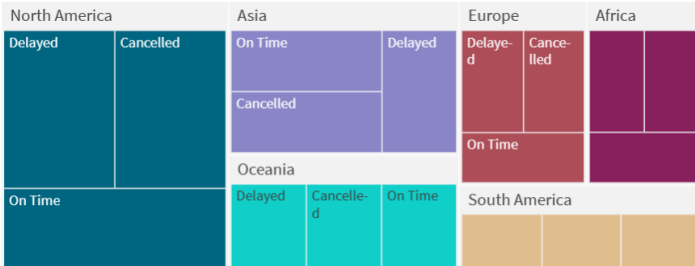 North America
Delayed
Cancelled
On Time
Asia
On Time
Delayed
Cancelled
Oceania
Delayed
Cancelle-
d
On Time
Europe
Delaye-
d
Cance-
lled
On Time
Africa
South America